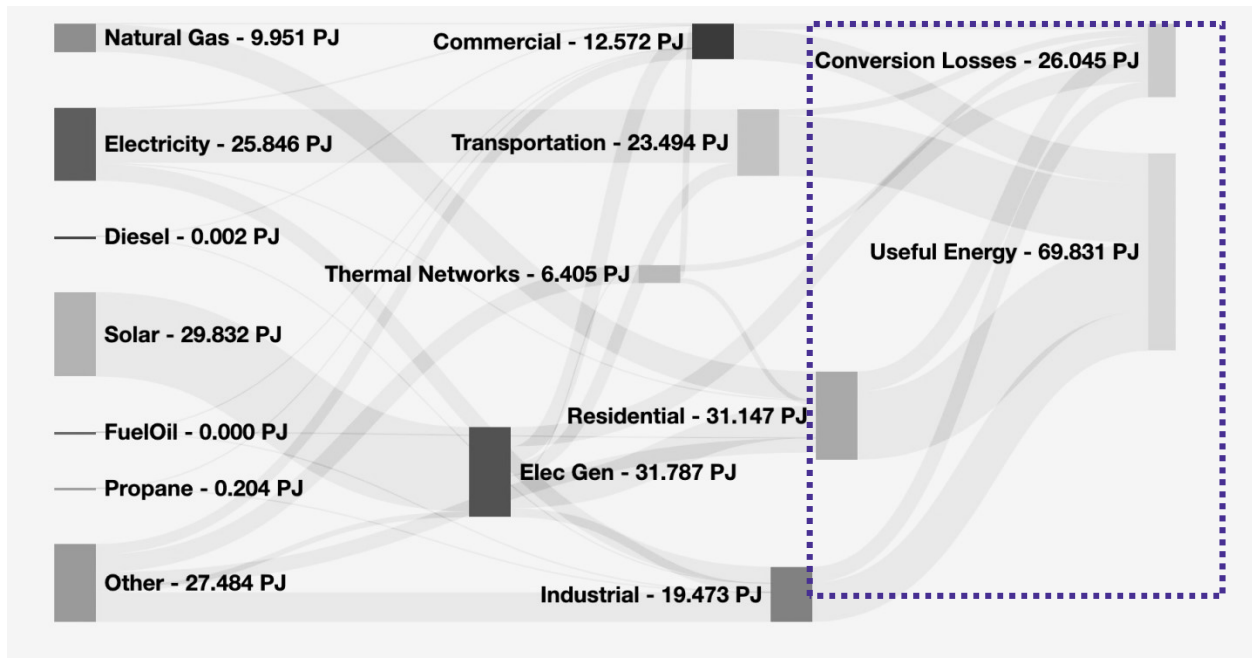 Natural Gas - 9.951 PJ
Commercial - 12.572 PJ
Conversion Losses - 26.045 PJ
Electricity - 25.846 PJ
Transportation - 23.494 PJ
Diesel - 0.002 PJ
Useful Energy - 69.831 PJ
Thermal Networks - 6.405 PJ
Solar - 29.832 PJ
Residential - 31.147 PJ
FuelOil - 0.000 PJ
Elec Gen - 31.787 PJ
Propane - 0.204 PJ
Other - 27.484 PJ
Industrial - 19.473 PJ